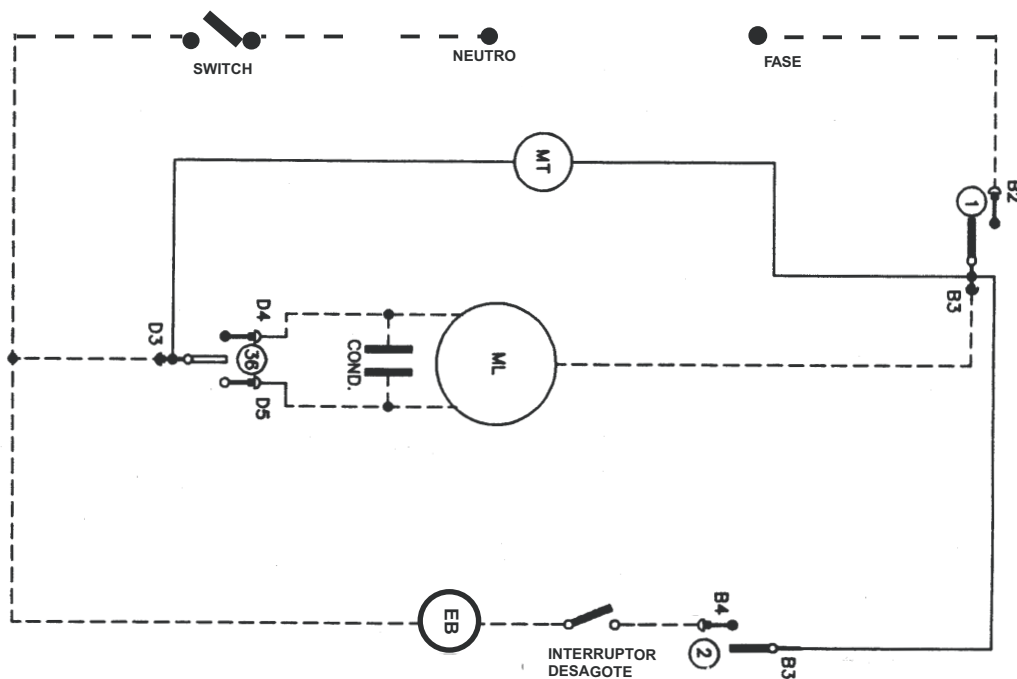 SWITCH
NEUTRO
FASE
MT
B2
1
B3
D4
D3
36
COND.
ML
D5
EB
B4
INTERRUPTOR
DESAGOTE
2
B3